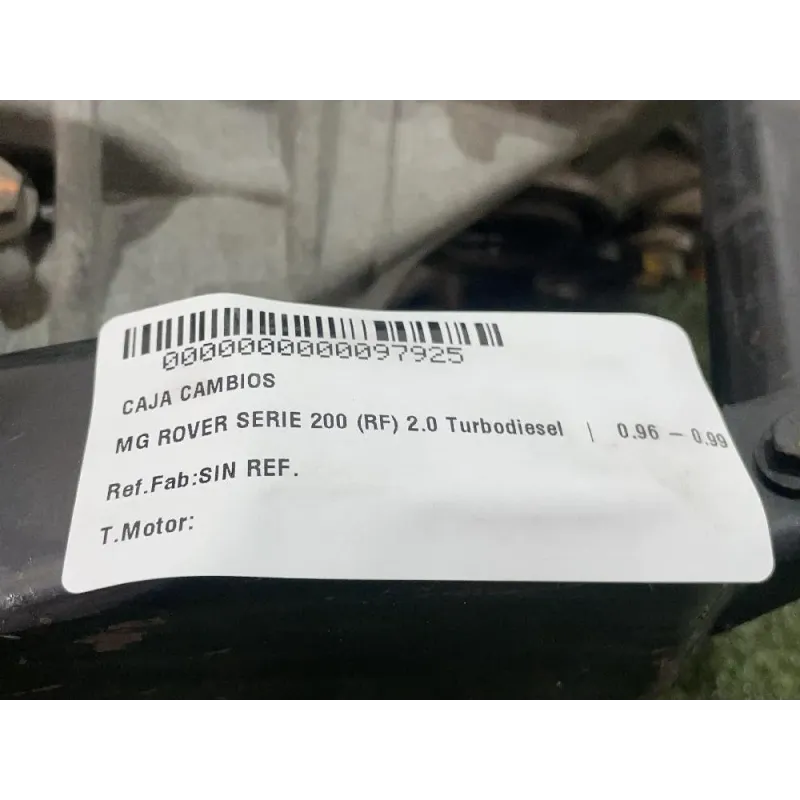 0000000000097925
CAJA CAMBIOS
MG ROVER SERIE 200 (RF) 2.0 Turbodiesel | 0.96 – 0.99
Ref.Fab:SIN REF.
T.Motor: